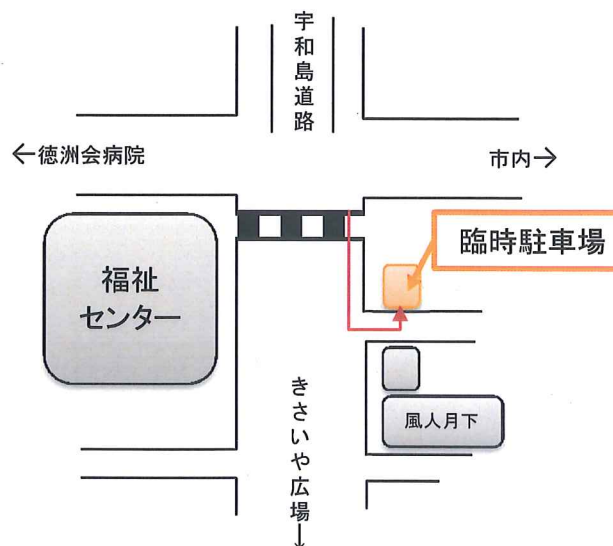 宇和島道路
←徳洲会病院
市内→
臨時駐車場
福祉
センター
風人月下
きさいや広場→